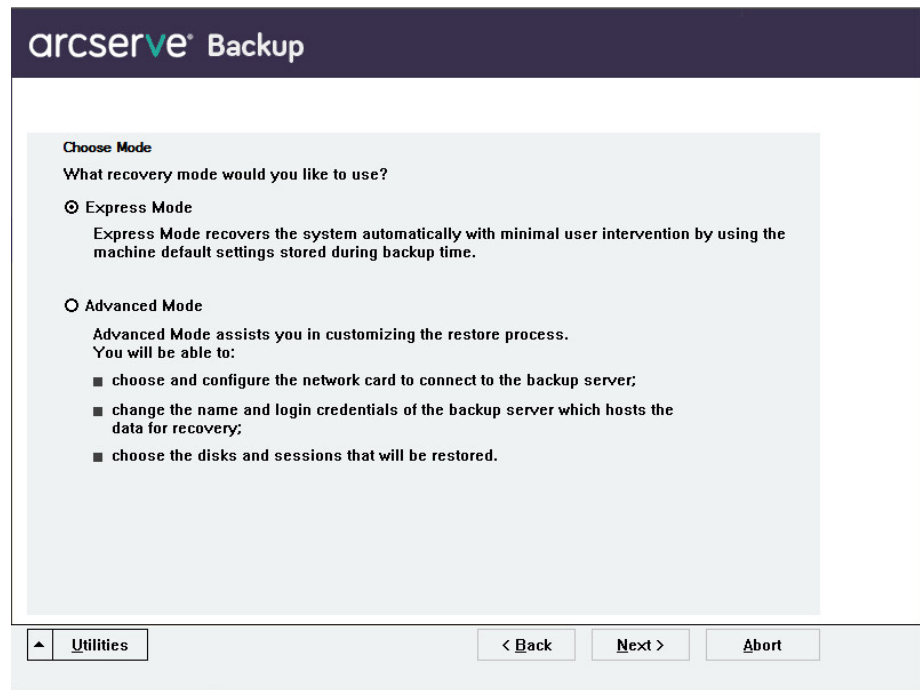 arcserve® Backup
Choose Mode
What recovery mode would you like to use?
Express Mode
Express Mode recovers the system automatically with minimal user intervention by using the
machine default settings stored during backup time.
Advanced Mode
Advanced Mode assists you in customizing the restore process.
You will be able to:
choose and configure the network card to connect to the backup server;
change the name and login credentials of the backup server which hosts the
data for recovery;
choose the disks and sessions that will be restored.
Utilities < Back Next > Abort